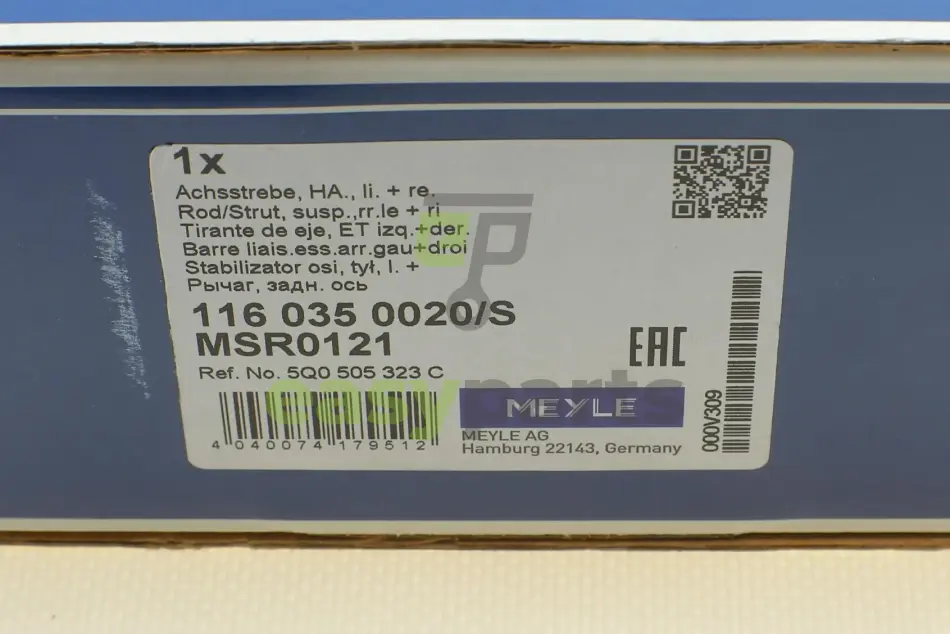 1x
Achsstrebe, HA., li. + re.
Rod/Strut, susp.,rr.le + ri
Tirante de eje, ET izq.+der.
Barre liais.ess.arr.gau+droi
Stabilizator osi, tył, l. +
Рычаг, задн. ось
116 035 0020/S
MSR0121
Ref. No. 5Q0 505 323 C
EAC
easyparts
MEYLE
4 040074 179512
MEYLE AG
Hamburg 22143, Germany
000V309